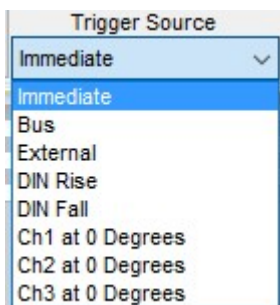 Trigger Source
Immediate
Immediate
Bus
External
DIN Rise
DIN Fall
Ch1 at 0 Degrees
Ch2 at 0 Degrees
Ch3 at 0 Degrees